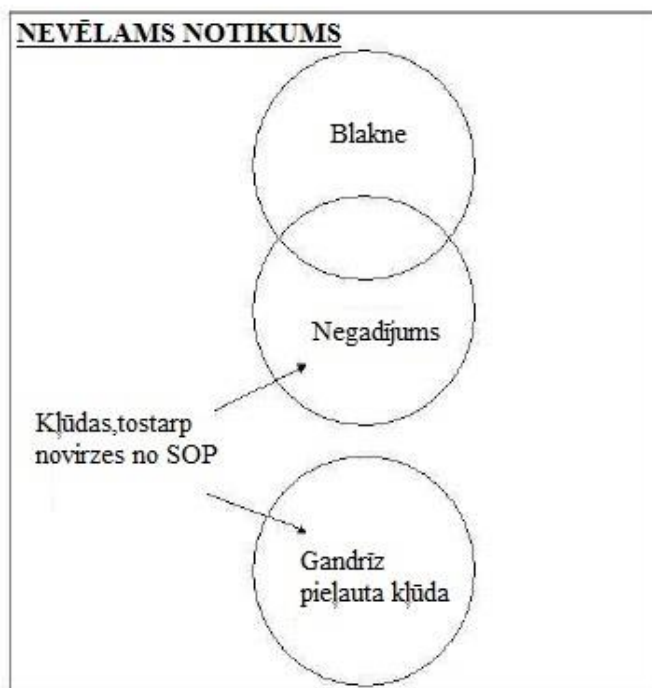 NEVĒLAMS NOTIKUMS
Blakne
Negadījums
Kļūdas,tostarp
novirzes no SOP
Gandrīz
pieļauta kļūda